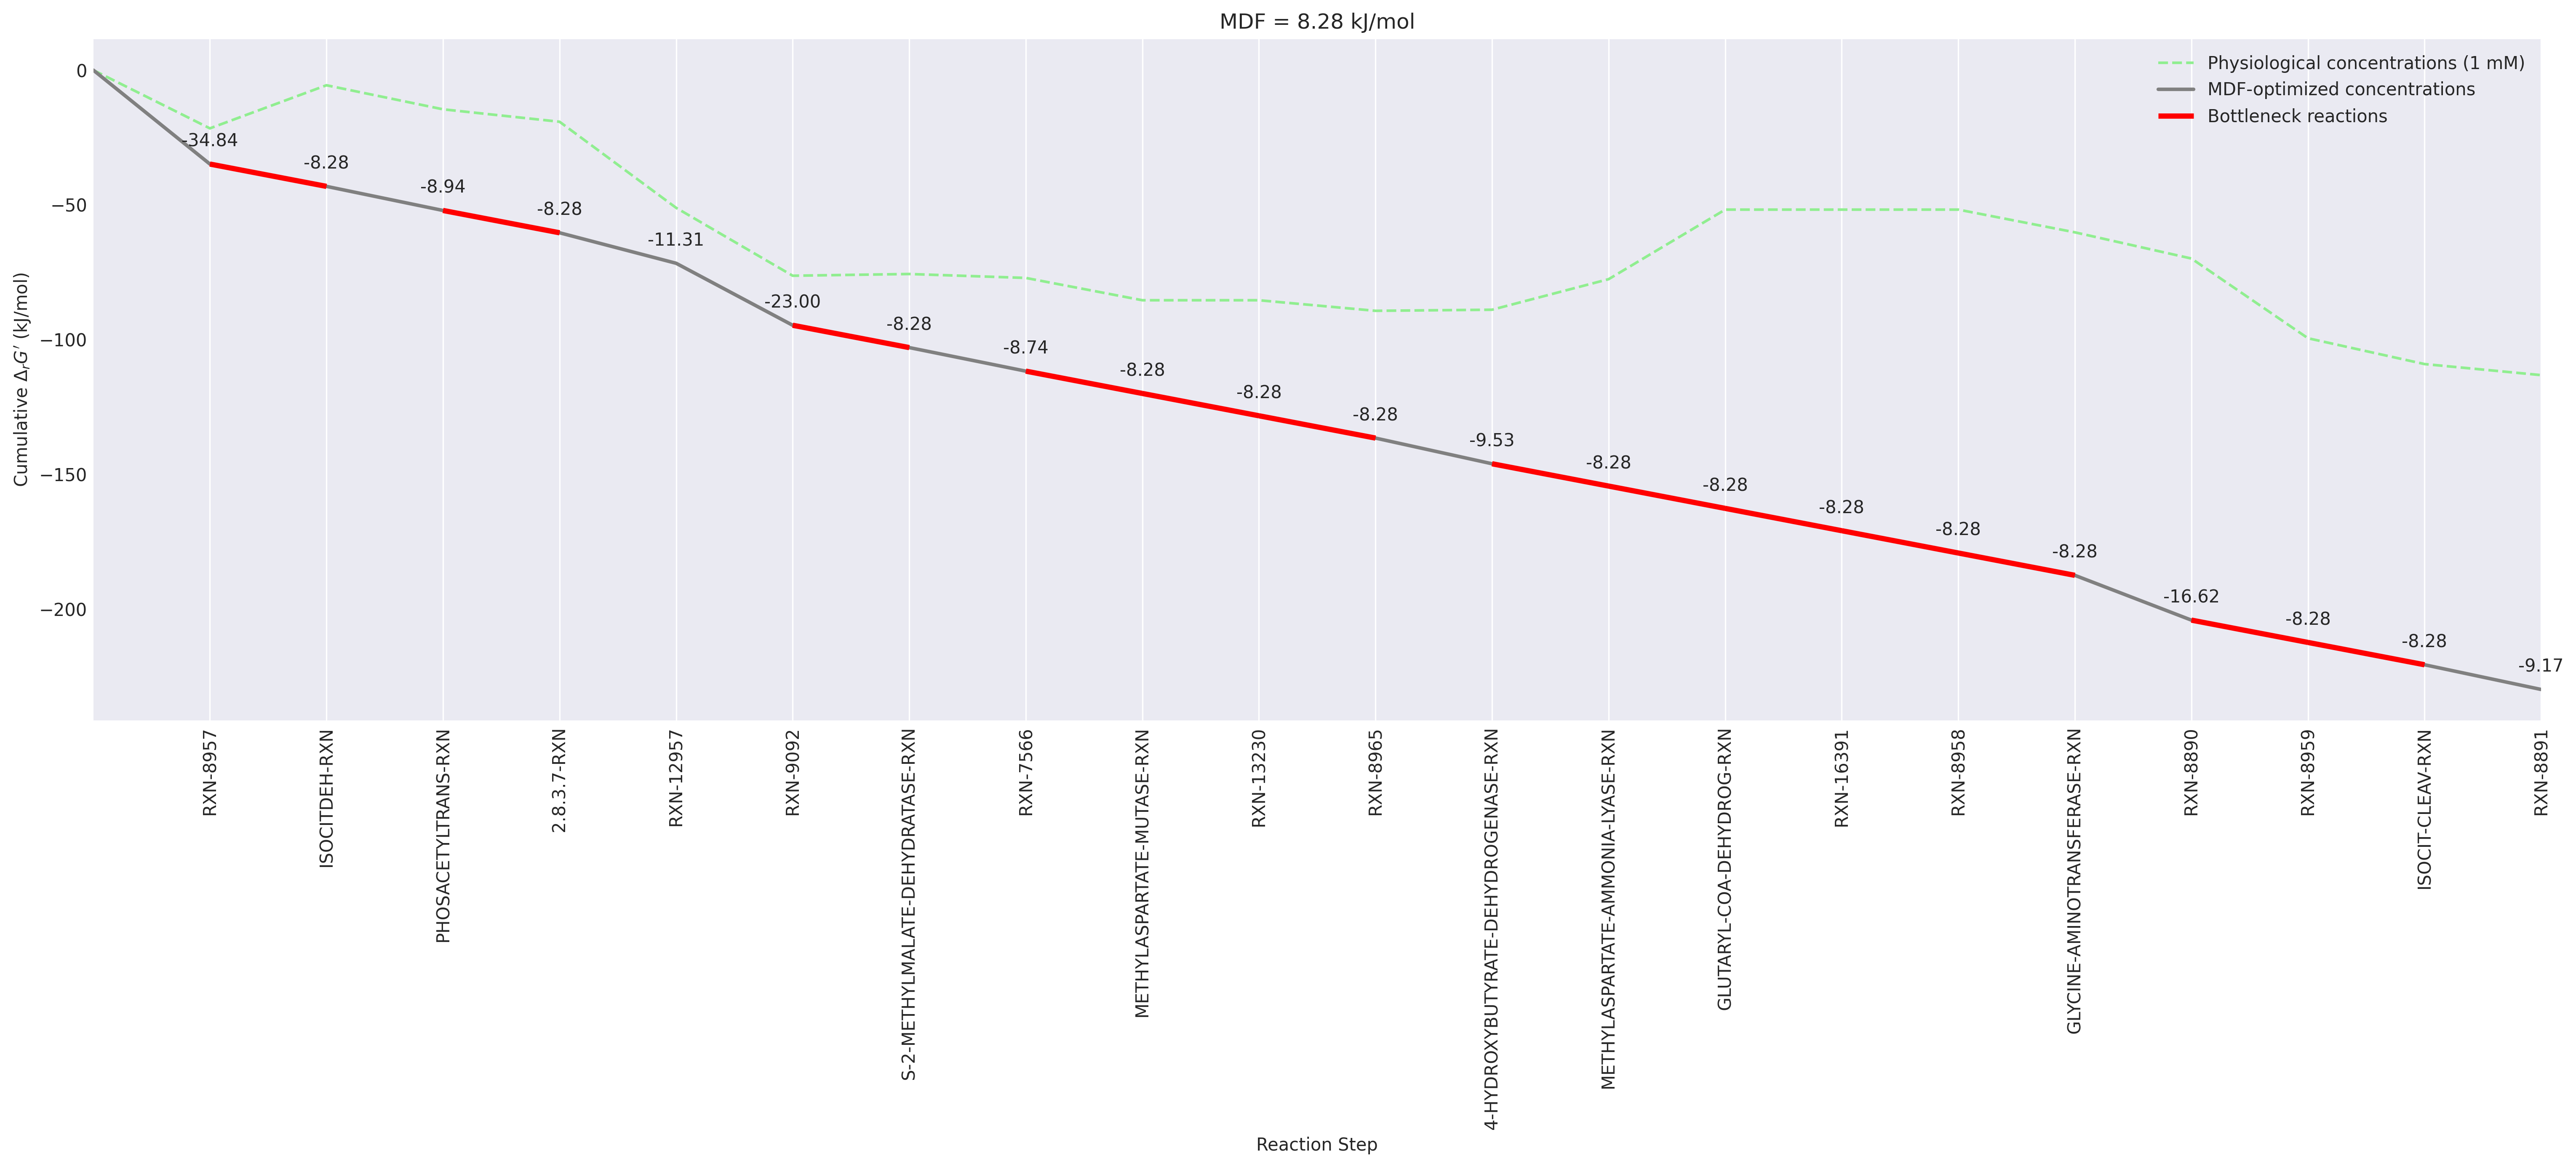 MDF = 8.28 kJ/mol
Physiological concentrations (1 mM)
MDF-optimized concentrations
Bottleneck reactions
Cumulative ΔrG′ (kJ/mol)
0
−50
−100
−150
−200
-34.84
-8.28
-8.94
-8.28
-11.31
-23.00
-8.28
-8.74
-8.28
-8.28
-8.28
-9.53
-8.28
-8.28
-8.28
-8.28
-8.28
-16.62
-8.28
-8.28
-9.17
RXN-8957
ISOCITDEH-RXN
PHOSACETYLTRANS-RXN
2.8.3.7-RXN
RXN-12957
RXN-9092
S-2-METHYLMALATE-DEHYDRATASE-RXN
RXN-7566
METHYLASPARTATE-MUTASE-RXN
RXN-13230
RXN-8965
4-HYDROXYBUTYRATE-DEHYDROGENASE-RXN
METHYLASPARTATE-AMMONIA-LYASE-RXN
GLUTARYL-COA-DEHYDROG-RXN
RXN-16391
RXN-8958
GLYCINE-AMINOTRANSFERASE-RXN
RXN-8890
RXN-8959
ISOCIT-CLEAV-RXN
RXN-8891
Reaction Step